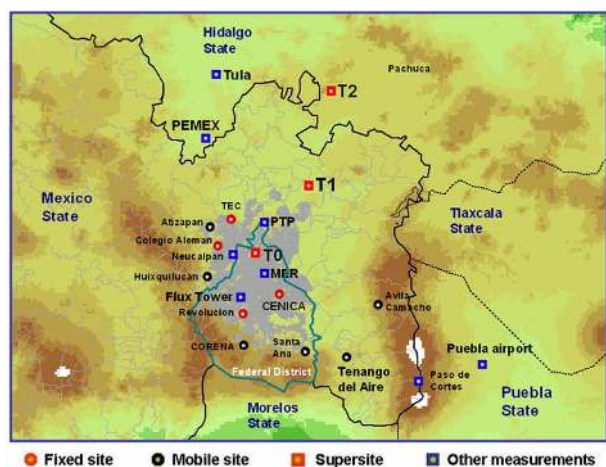 Hidalgo
State
Pachuca
Tula
T2
PEMEX
Mexico
State
T1
TEC
Atizapan
PTP
Tlaxcala
State
Colegio Aleman
Neucalpan
T0
Huixquilucan
MER
Flux Tower
CENICA
Avila
Camacho
Revolucion
CORENA
Santa
Ana
Puebla airport
Federal District
Tenango
del Aire
Paso de
Cortes
Puebla
State
Morelos
State
Fixed site
Mobile site
Supersite
Other measurements